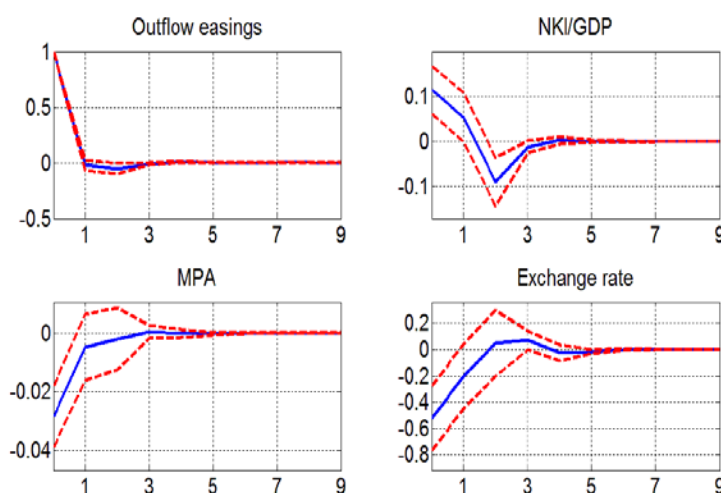 Outflow easings
1
0.5
0
-0.5
1 3 5 7 9
NKI/GDP
0.1
0
-0.1
1 3 5 7 9
MPA
0
-0.02
-0.04
1 3 5 7 9
Exchange rate
0.2
0
-0.2
-0.4
-0.6
-0.8
1 3 5 7 9